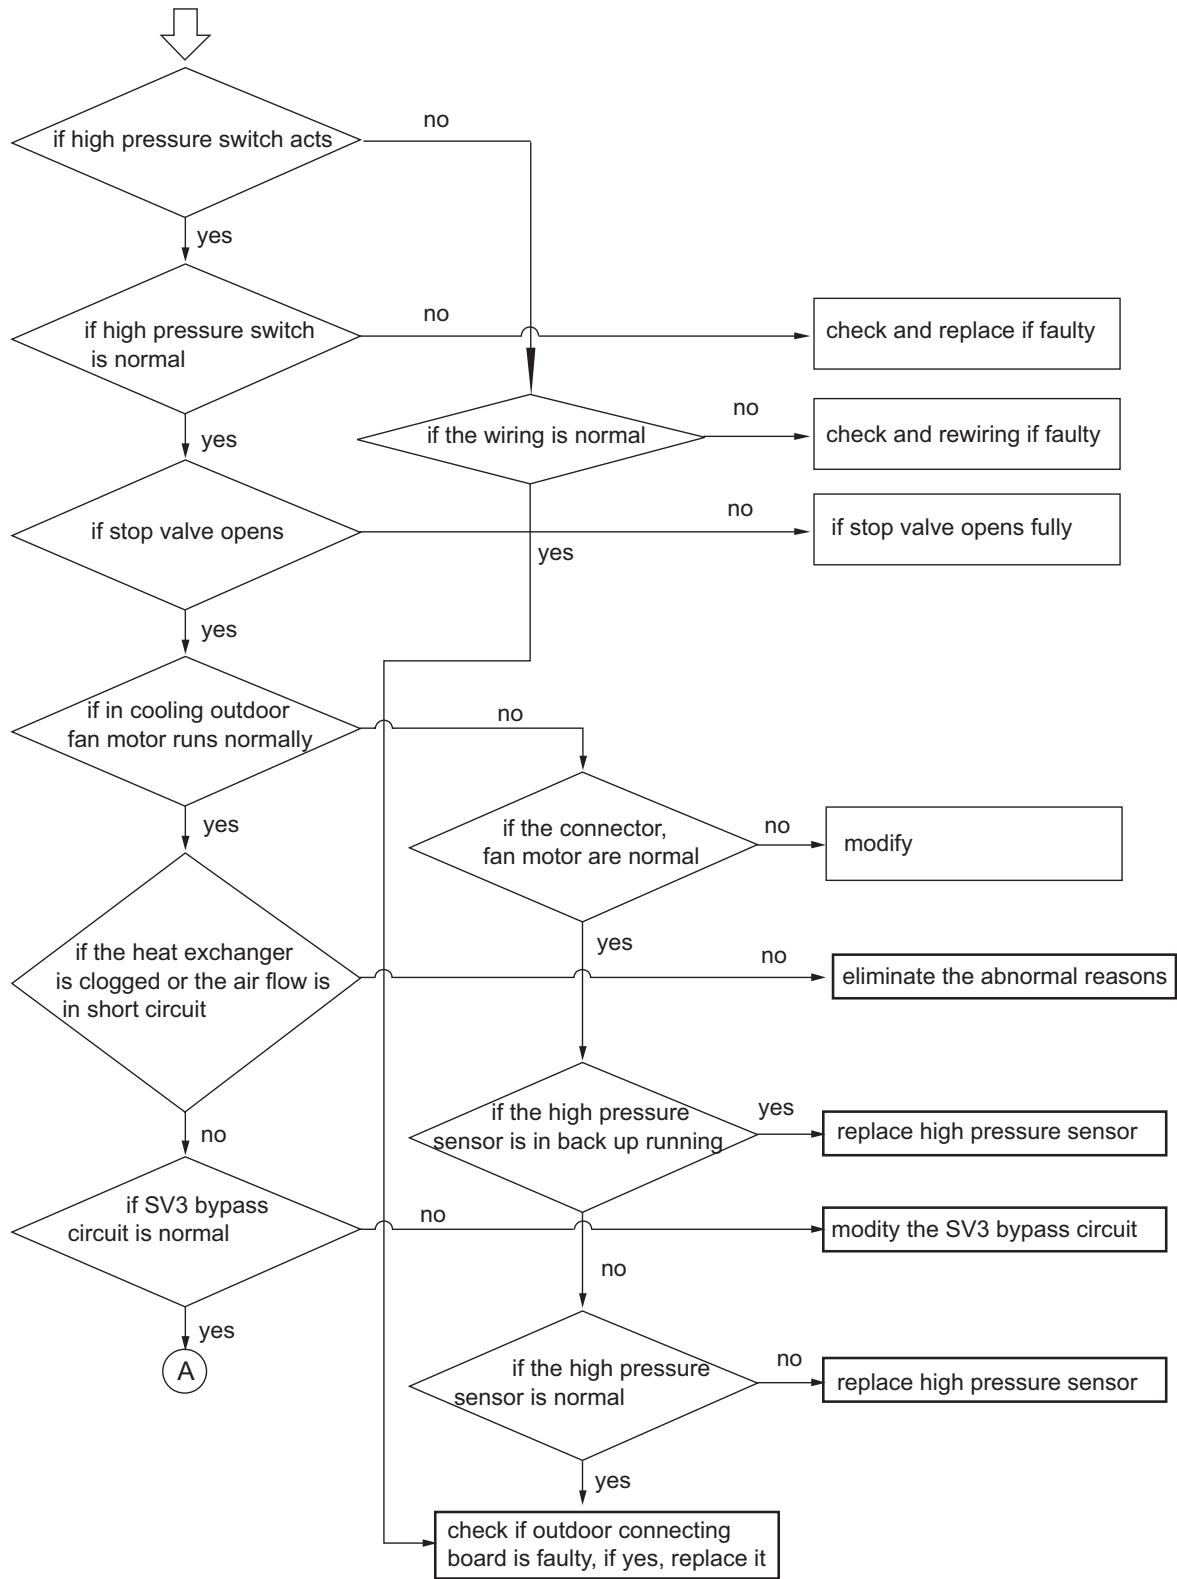 if high pressure switch acts
no
yes
if high pressure switch
is normal
no
check and replace if faulty
yes
if the wiring is normal
no
check and rewiring if faulty
if stop valve opens
no
if stop valve opens fully
yes
yes
if in cooling outdoor
fan motor runs normally
no
yes
if the connector,
fan motor are normal
no
modify
yes
if the heat exchanger
is clogged or the air flow is
in short circuit
no
eliminate the abnormal reasons
no
if the high pressure
sensor is in back up running
yes
replace high pressure sensor
if SV3 bypass
circuit is normal
no
modity the SV3 bypass circuit
no
yes
A
if the high pressure
sensor is normal
no
replace high pressure sensor
yes
check if outdoor connecting
board is faulty, if yes, replace it